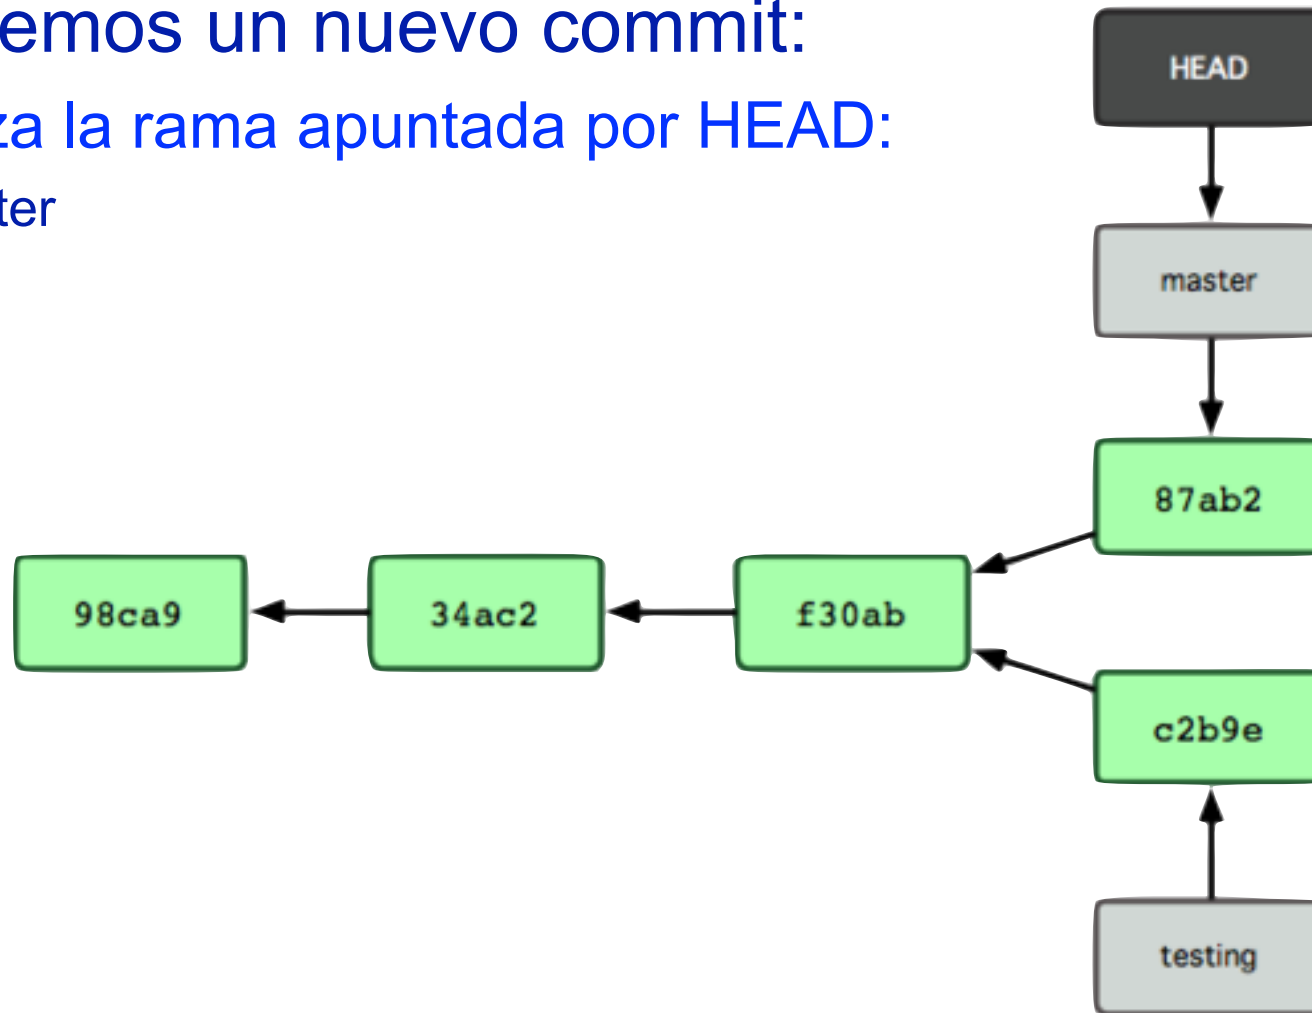 emos un nuevo commit:
za la rama apuntada por HEAD:
ter
HEAD
master
87ab2
98ca9
34ac2
f30ab
c2b9e
testing